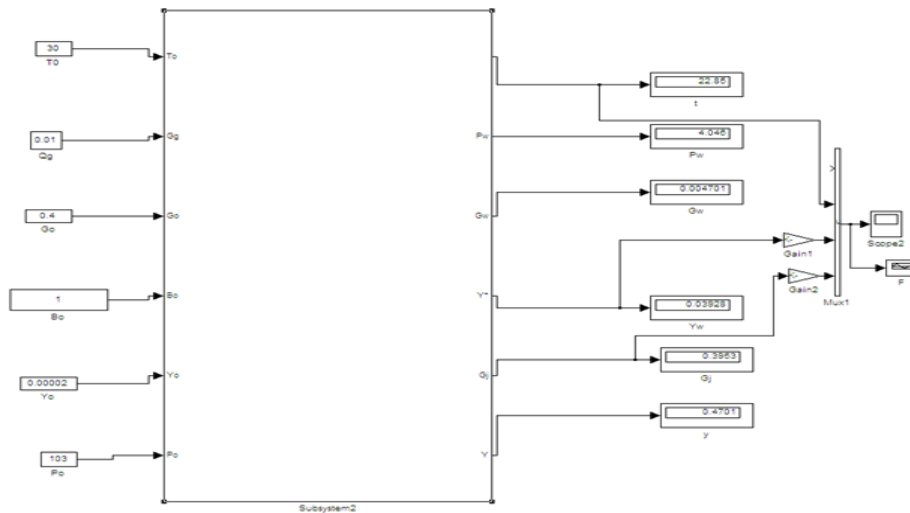 30
T0
To
22.86
t
0.01
Qg
Gg
Pw
4.046
Pw
0.4
Go
Go
Gw
0.004701
Gw
Scope2
Gain1
1
Bo
Bo
Y"
Gain2
Mux1
F
0.03928
Yw
0.00002
Yo
Yo
Gj
0.3953
Gj
0.4701
y
103
Po
Po
Y
Subsystem2